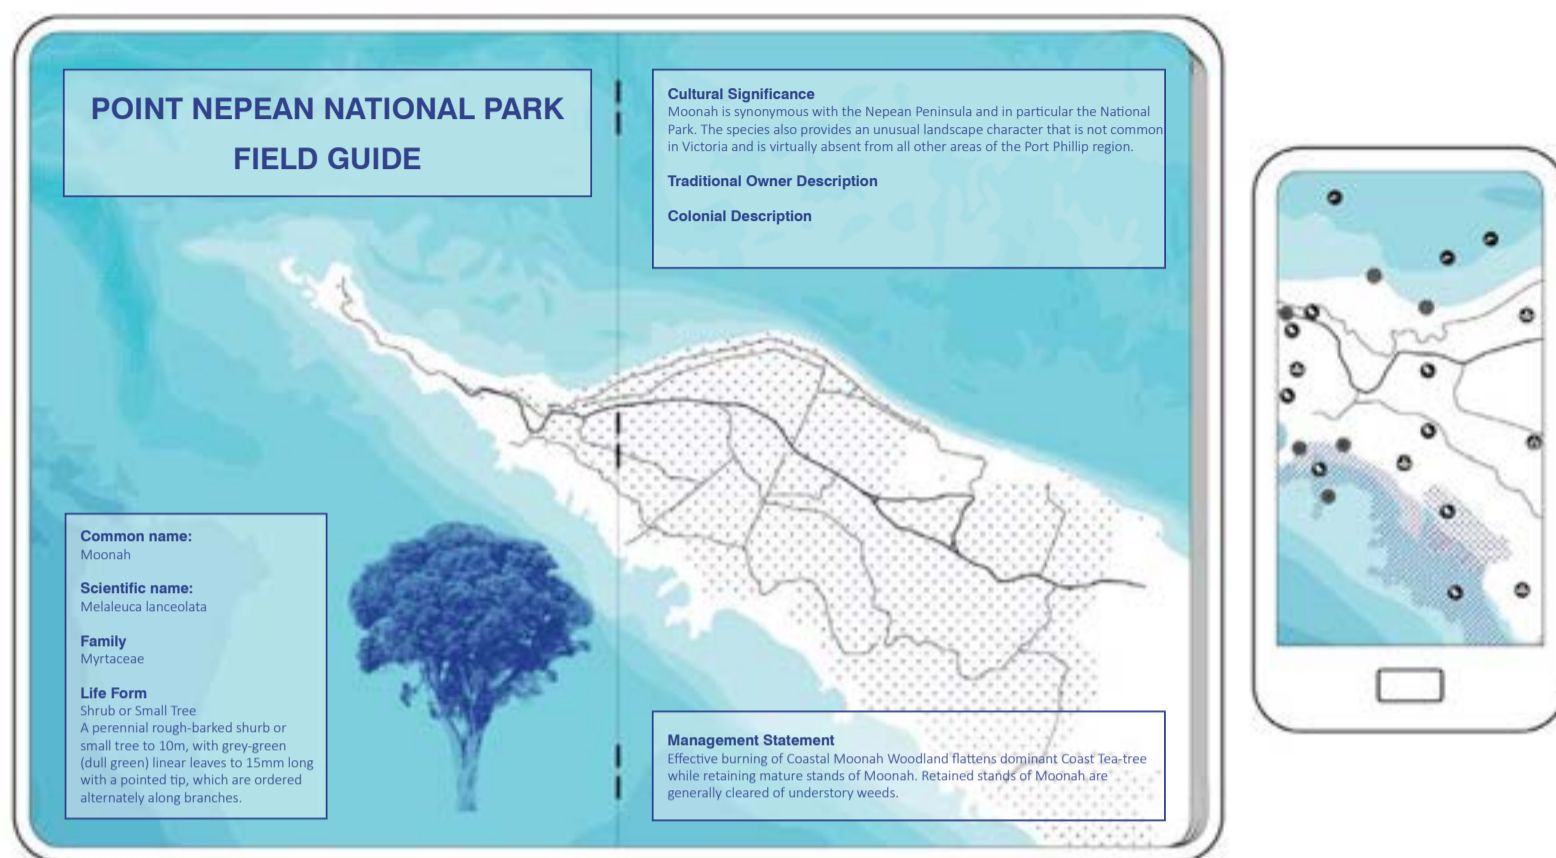 POINT NEPEAN NATIONAL PARK
FIELD GUIDE
Common name:
Moonah
Scientific name:
Melaleuca lanceolata
Family
Myrtaceae
Life Form
Shrub or Small Tree
A perennial rough-barked shurb or
small tree to 10m, with grey-green
(dull green) linear leaves to 15mm long
with a pointed tip, which are ordered
alternately along branches.
Cultural Significance
Moonah is synonymous with the Nepean Peninsula and in particular the National
Park. The species also provides an unusual landscape character that is not common
in Victoria and is virtually absent from all other areas of the Port Phillip region.
Traditional Owner Description
Colonial Description
Management Statement
Effective burning of Coastal Moonah Woodland flattens dominant Coast Tea-tree
while retaining mature stands of Moonah. Retained stands of Moonah are
generally cleared of understory weeds.